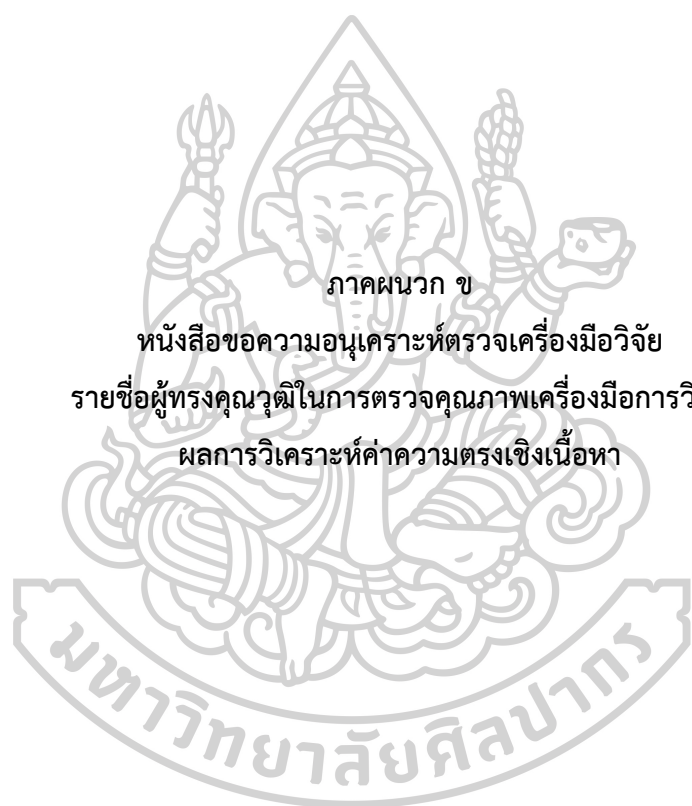 ภาคผนวก ข
หนังสือขอความอนุเคราะห์ตรวจเครื่องมือวิจัย
รายชื่อผู้ทรงคุณวุฒิในการตรวจคุณภาพเครื่องมือการวิ
ผลการวิเคราะห์ค่าความตรงเชิงเนื้อหา
มหาวิทยาลัยศิลปากร